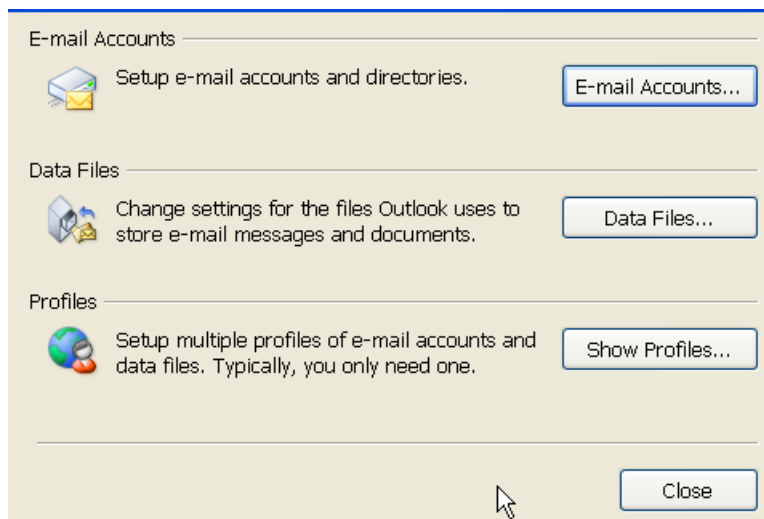 E-mail Accounts
Setup e-mail accounts and directories.
E-mail Accounts...
Data Files
Change settings for the files Outlook uses to
store e-mail messages and documents.
Data Files...
Profiles
Setup multiple profiles of e-mail accounts and
data files. Typically, you only need one.
Show Profiles...
Close